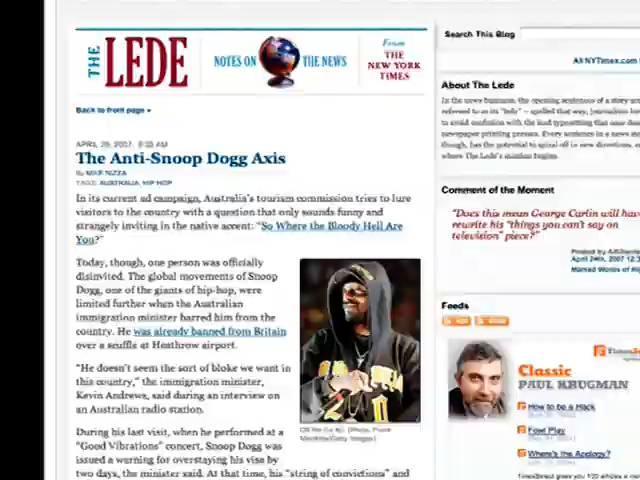 THE LEDE
NOTES ON THE NEWS
From
THE
NEW YORK
TIMES
Back to front page »
APRIL 26, 2007, 
The Anti-Snoop Dogg Axis
By MIKE NIZZA
TAGS: AUSTRALIA, HIP HOP
In its current ad campaign, Australia's tourism commission tries to lure
visitors to the country with a question that only sounds funny and
strangely inviting in the native accent: "So Where the Bloody Hell Are
You?"
Today, though, one person was officially
disinvited. The global movements of Snoop
Dogg, one of the giants of hip-hop, were
limited further when the Australian
immigration minister barred him from the
country. He was already banned from Britain
over a scuffle at Heathrow airport.
"He doesn't seem the sort of bloke we want in
this country," the immigration minister,
Kevin Andrews, said during an interview on
an Australian radio station.
During his last visit, when he performed at a
"Good Vibrations" concert, Snoop Dogg was
issued a warning for overstaying his visa by
two days, the minister said. At that time, his "string of convictions" and
Search This Blog
All NYTimes.com
About The Lede
In the news business, the opening sentences of a story are
referred to as its "lede" – spelled that way, journalism
to avoid confusion with the lead typesetting that once
newspaper printing presses. Every sentence in a news
though, has the potential to spiral off in new directions,
where The Lede's mission begins.
Comment of the Moment
"Does this mean George Carlin will have
rewrite his "things you can't say on
television" piece?"
Posted by
April 24th, 2007 12:
Feeds
Classic
PAUL KRUGMAN
How to be a Hack
Fowl Play
Where's the Apology?